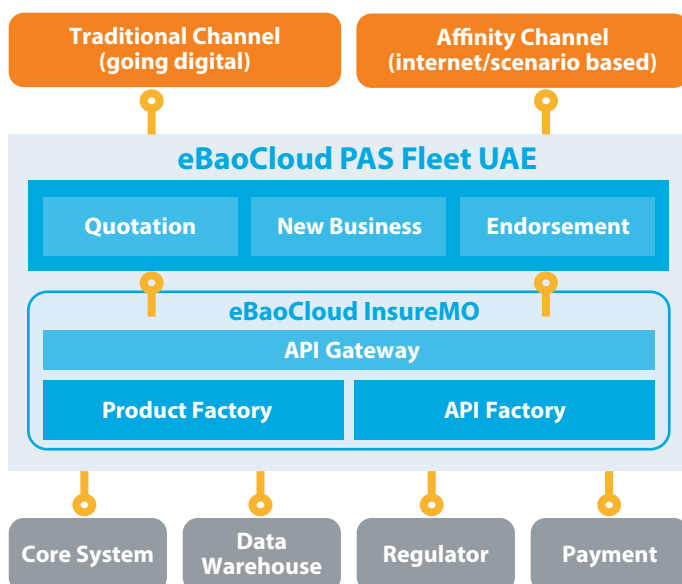 Traditional Channel
(going digital)
Affinity Channel
(internet/scenario based)
eBaoCloud PAS Fleet UAE
Quotation
New Business
Endorsement
eBaoCloud InsureMO
API Gateway
Product Factory
API Factory
Core System
Data
Warehouse
Regulator
Payment